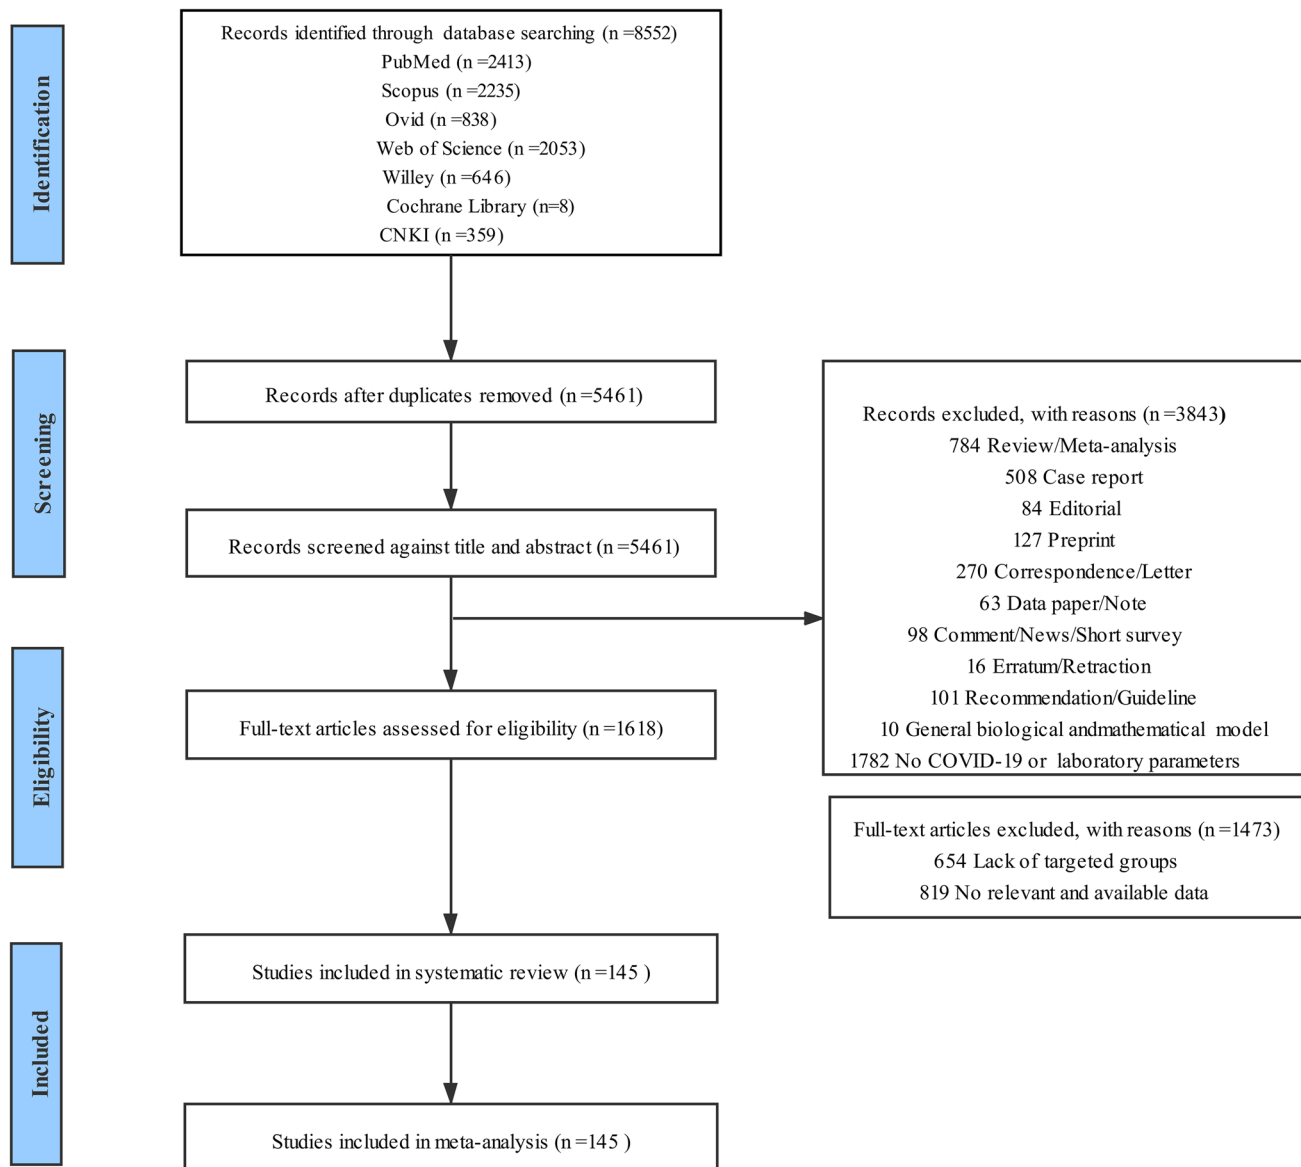 Identification
Records identified through database searching (n =8552)
PubMed (n =2413)
Scopus (n =2235)
Ovid (n =838)
Web of Science (n =2053)
Willey (n =646)
Cochrane Library (n=8)
CNKI (n =359)
Screening
Records after duplicates removed (n =5461)
Records screened against title and abstract (n =5461)
Records excluded, with reasons (n =3843)
784 Review/Meta-analysis
508 Case report
84 Editorial
127 Preprint
270 Correspondence/Letter
63 Data paper/Note
98 Comment/News/Short survey
16 Erratum/Retraction
101 Recommendation/Guideline
10 General biological andmathematical model
1782 No COVID-19 or laboratory parameters
Eligibility
Full-text articles assessed for eligibility (n =1618)
Full-text articles excluded, with reasons (n =1473)
654 Lack of targeted groups
819 No relevant and available data
Included
Studies included in systematic review (n =145 )
Studies included in meta-analysis (n =145 )